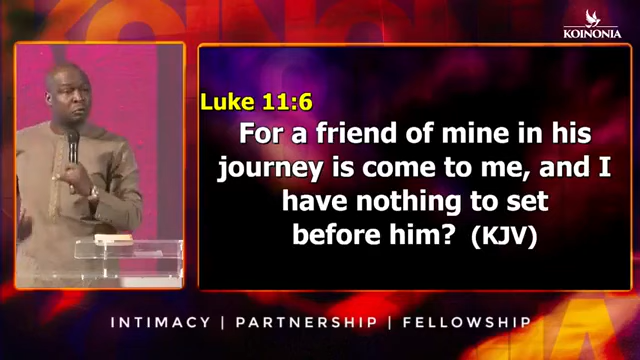 KOINONIA
Luke 11:6
For a friend of mine in his
journey is come to me, and I
have nothing to set
before him? (KJV)
INTIMACY | PARTNERSHIP | FELLOWSHIP